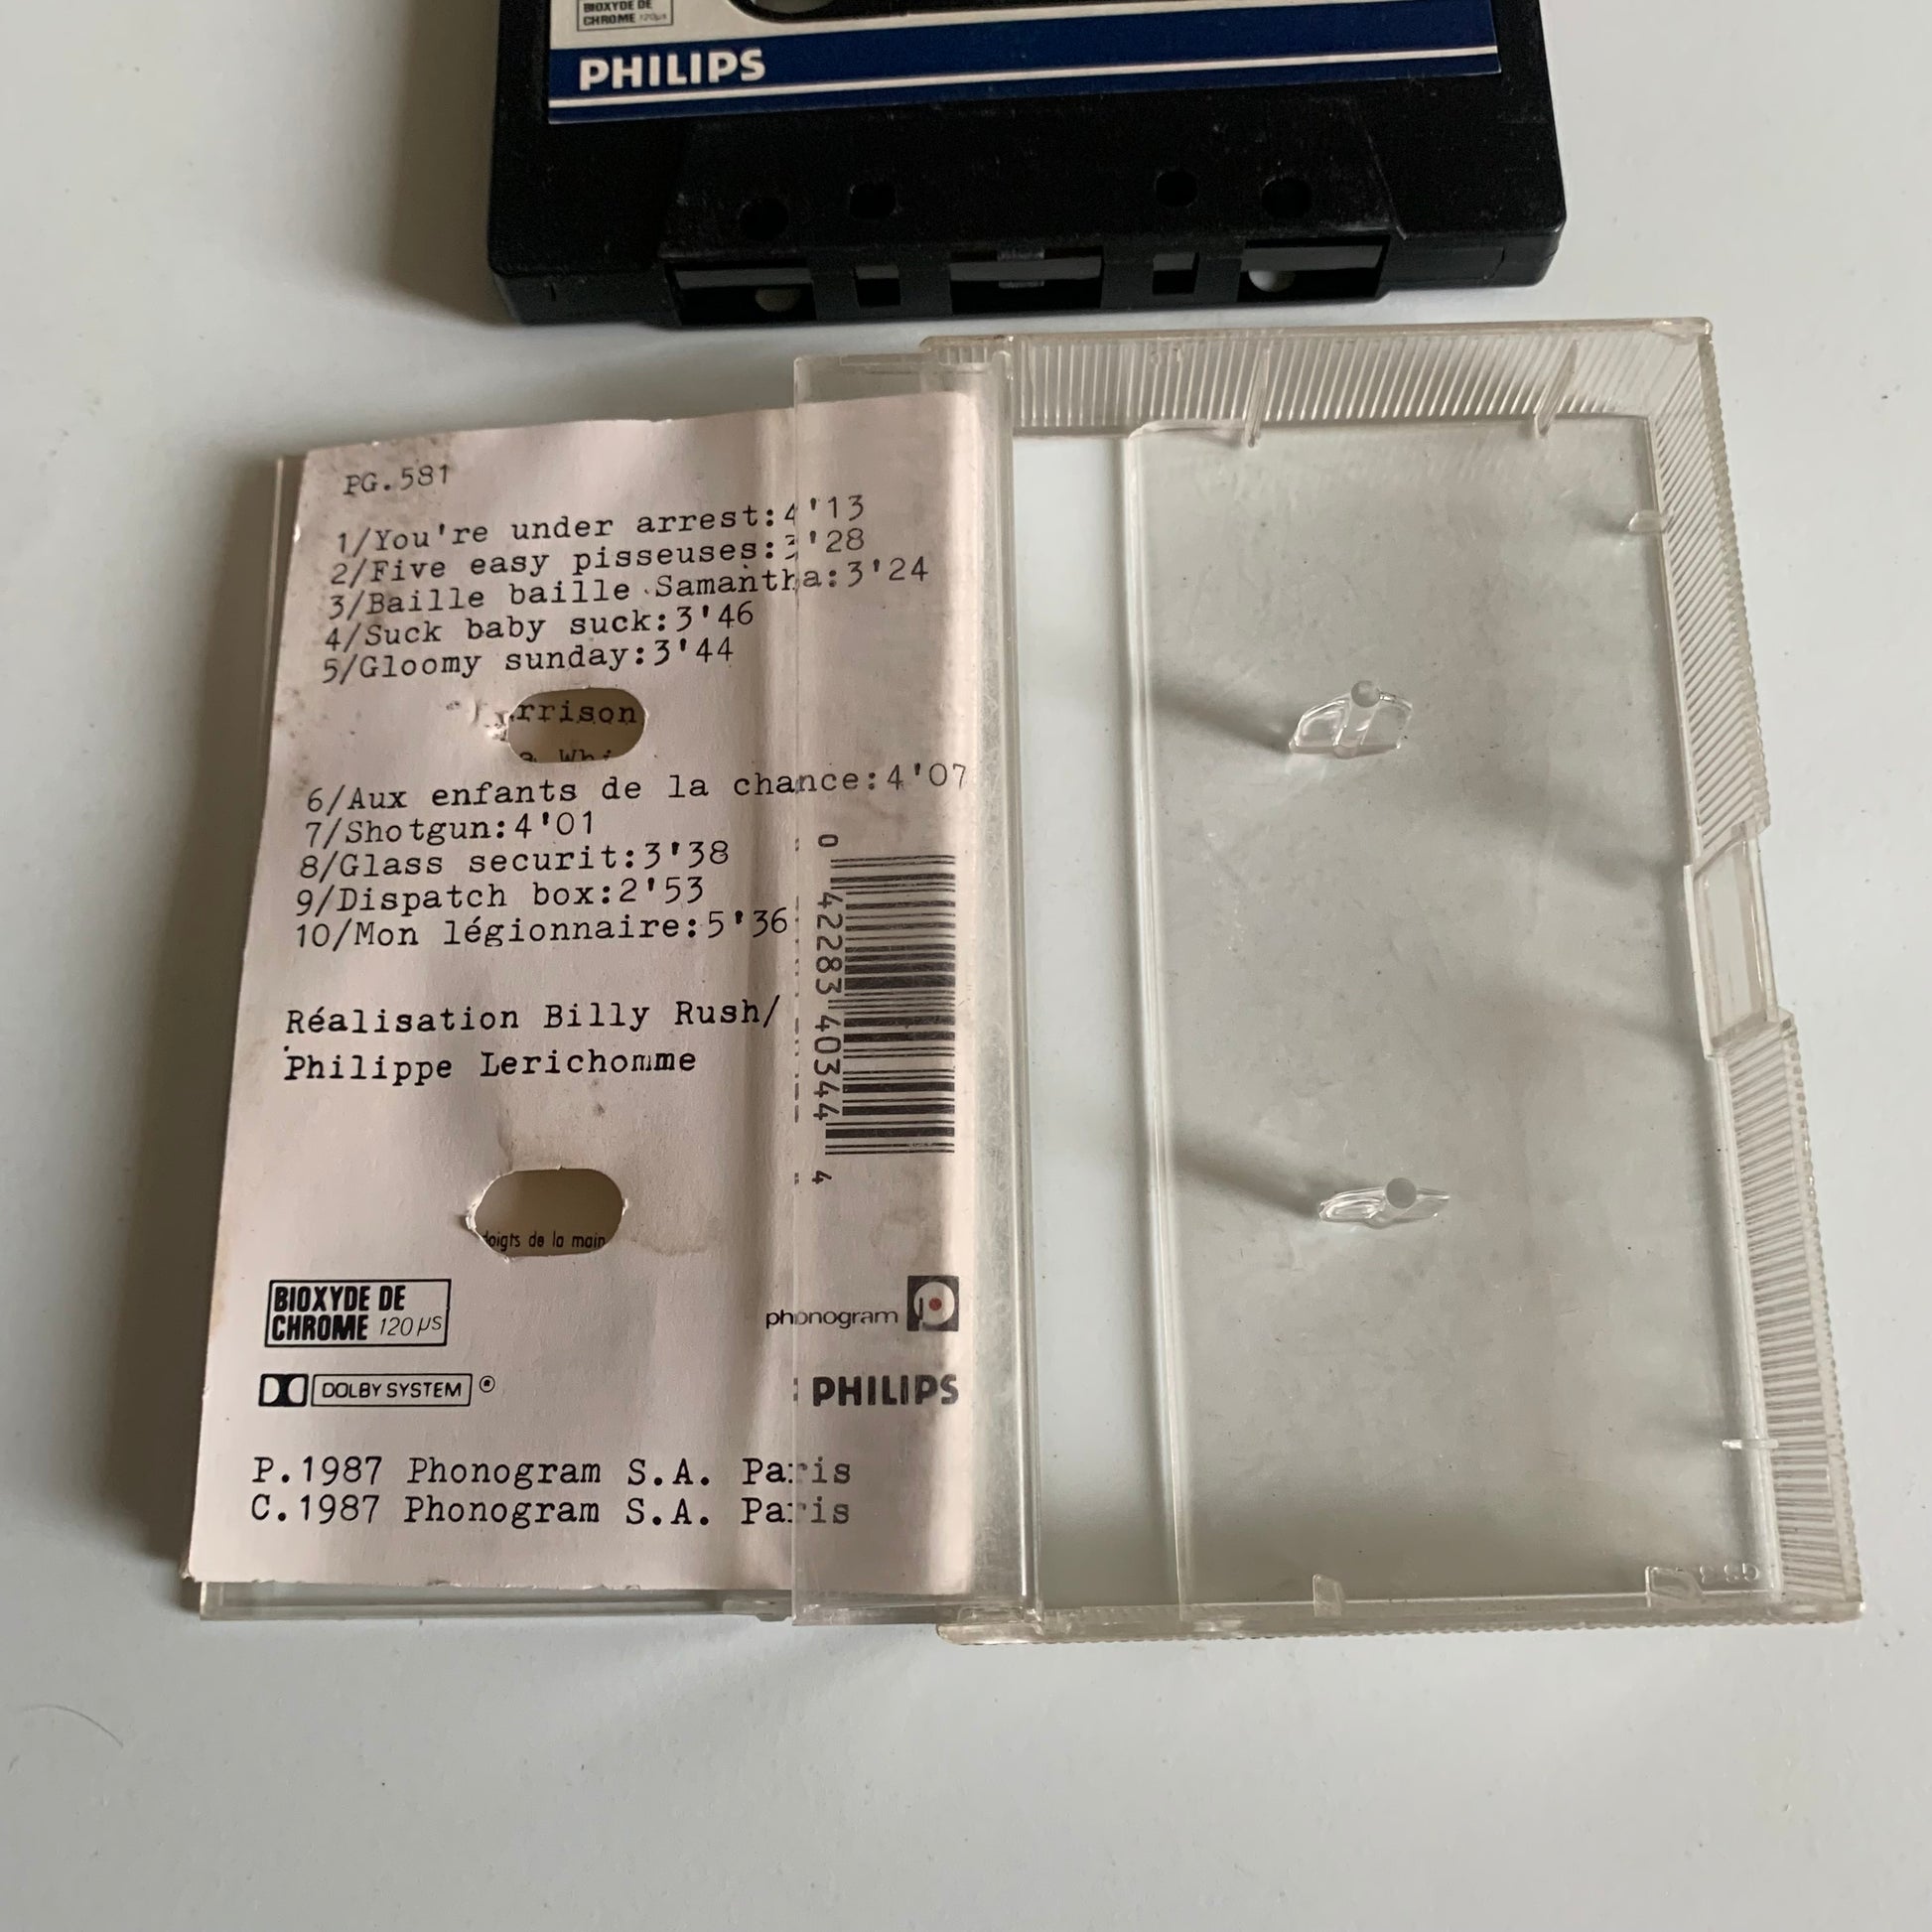 BIOXYDE DE
CHROME 120µs
PHILIPS
PG.581
1/You're under arrest:4'13
2/Five easy pisseuses:3'28
3/Baille baille Samantha:3'24
4/Suck baby suck:3'46
5/Gloomy sunday:3'44
rrison
6/Aux enfants de la chance:4'07
7/Shotgun:4'01
8/Glass securit:3'38
9/Dispatch box:2'53
10/Mon légionnaire:5'36
0 42283 40344 4
Réalisation Billy Rush/
Philippe Lerichomme
doigts de la main
BIOXYDE DE
CHROME 120 µs
phonogram
DOLBY SYSTEM ®
PHILIPS
P.1987 Phonogram S.A. Paris
C.1987 Phonogram S.A. Paris